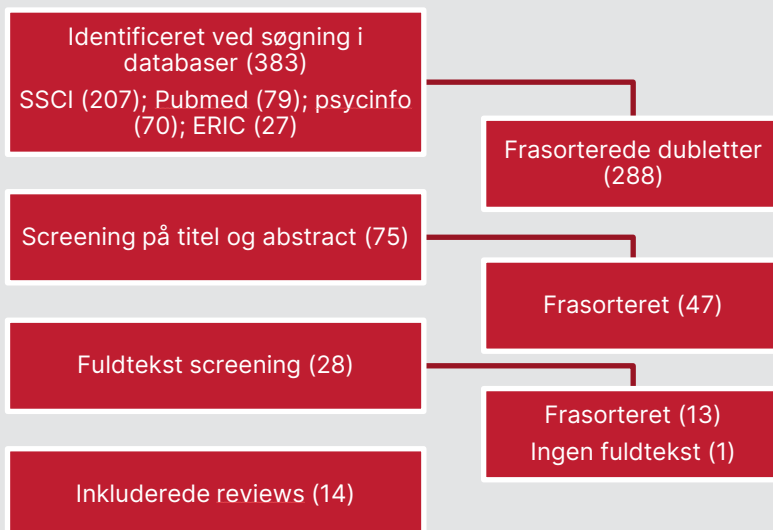 Identificeret ved søgning i
databaser (383)
SSCI (207); Pubmed (79); psycinfo
(70); ERIC (27)
Frasorterede dubletter
(288)
Screening på titel og abstract (75)
Frasorteret (47)
Fuldtekst screening (28)
Frasorteret (13)
Ingen fuldtekst (1)
Inkluderede reviews (14)